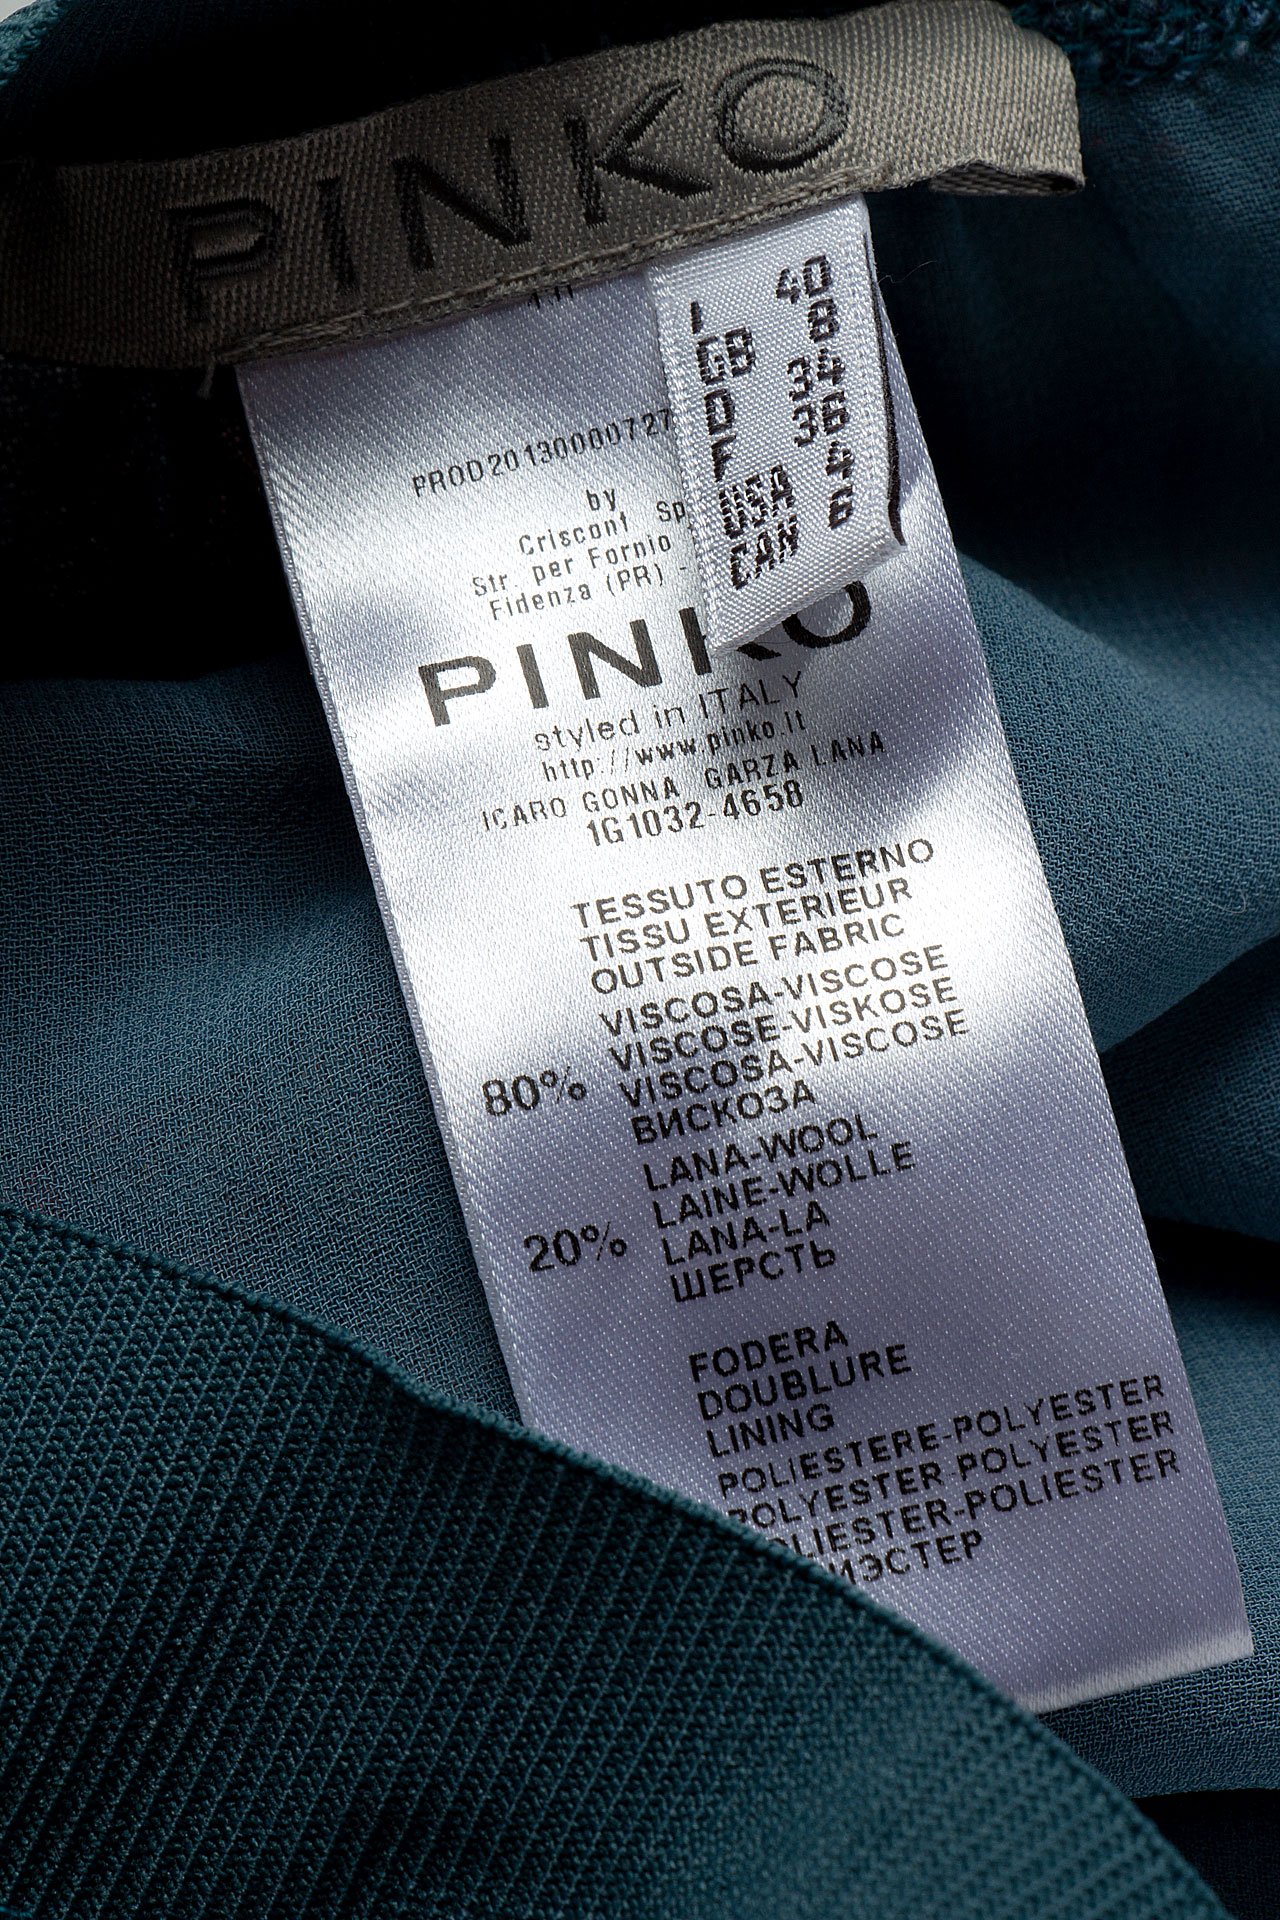 PINKO
I 40
GB 8
D 34
F 36
USA 4
CAN 6
PROD20130000727
by
Criscont Sp
Str. per Fornio
Fidenza (PR) -
PINKO
styled in ITALY
http://www.pinko.it
ICARO GONNA GARZA LANA
1G1032-4658
TESSUTO ESTERNO
TISSU EXTERIEUR
OUTSIDE FABRIC
VISCOSA-VISCOSE
VISCOSE-VISKOSE
80% VISCOSA-VISCOSE
ВИСКОЗА
LANA-WOOL
LAINE-WOLLE
20% LANA-LA
ШЕРСТЬ
FODERA
DOUBLURE
LINING
POLIESTERE-POLYESTER
POLYESTER-POLYESTER
OLIESTER-POLIESTER
ИЭСТЕР